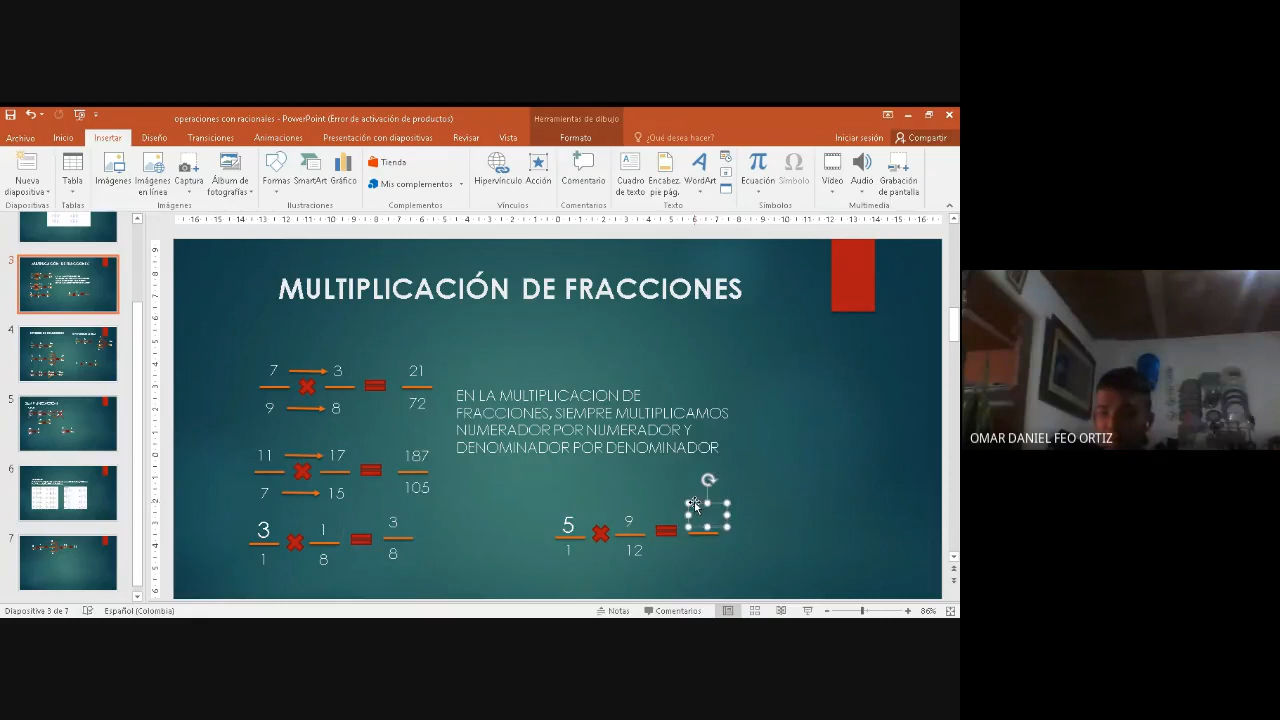 operaciones con racionales - PowerPoint (Error de activación de productos)
Herramientas de dibujo
Archivo Inicio Insertar Diseño Transiciones Animaciones Presentación con diapositivas Revisar Vista Formato ¿Qué desea hacer? Iniciar sesión Compartir
Nueva diapositiva
Tabla
Imágenes
Imágenes en línea
Captura
Álbum de fotografías
Formas
SmartArt
Gráfico
Tienda
Mis complementos
Hipervínculo
Acción
Comentario
Cuadro de texto
Encabez. pie pág.
WordArt
Ecuación
Símbolo
Vídeo
Audio
Grabación de pantalla
Diapositivas Tablas Imágenes Ilustraciones Complementos Vínculos Comentarios Texto Símbolos Multimedia
3
4
5
6
7
MULTIPLICACIÓN DE FRACCIONES
7 3 21
9 8 72
11 17 187
7 15 105
3 1 3
1 8 8
EN LA MULTIPLICACION DE
FRACCIONES, SIEMPRE MULTIPLICAMOS
NUMERADOR POR NUMERADOR Y
DENOMINADOR POR DENOMINADOR
5 9
1 12
OMAR DANIEL FEO ORTIZ
Diapositiva 3 de 7 Español (Colombia) Notas Comentarios 86%